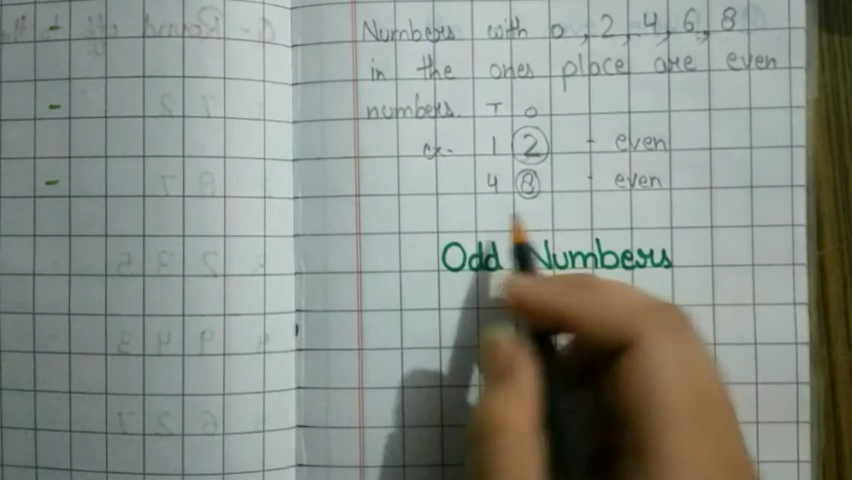 Numbers with 0, 2, 4, 6, 8
in the ones place are even
numbers. T O
ex. 1 2 - even
4 8 - even
Odd Numbers